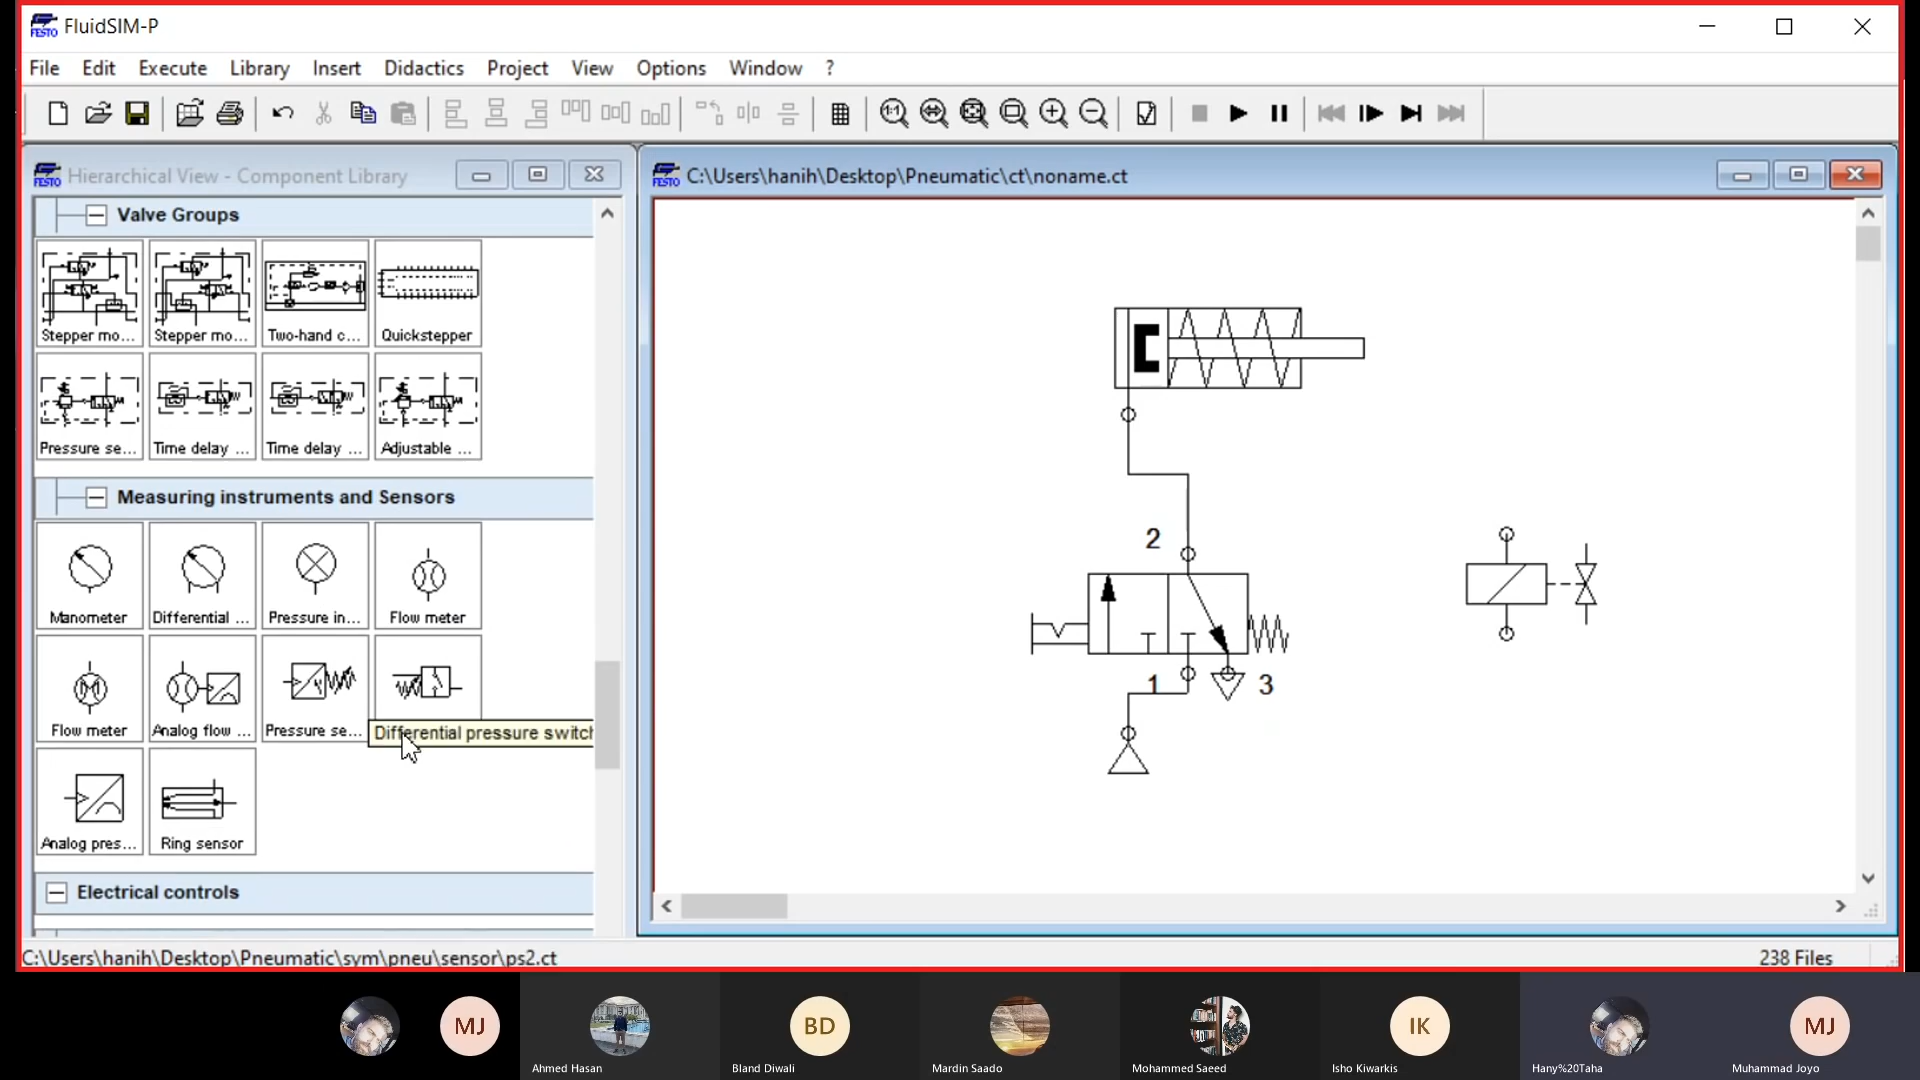 FluidSIM-P
FESTO
File Edit Execute Library Insert Didactics Project View Options Window ?
1:1
FESTO Hierarchical View - Component Library
FESTO C:\Users\hanih\Desktop\Pneumatic\ct\noname.ct
Valve Groups
Stepper mo... Stepper mo... Two-hand c... Quickstepper
Pressure se... Time delay ... Time delay ... Adjustable ...
Measuring instruments and Sensors
Manometer Differential ... Pressure in... Flow meter
Flow meter Analog flow ... Pressure se...
Differential pressure switch
Analog pres... Ring sensor
Electrical controls
2
1
3
C:\Users\hanih\Desktop\Pneumatic\sym\pneu\sensor\ps2.ct
238 Files
MJ
Ahmed Hasan
BD
Bland Diwali
Mardin Saado
Mohammed Saeed
IK
Isho Kiwarkis
Hany%20Taha
MJ
Muhammad Joyo